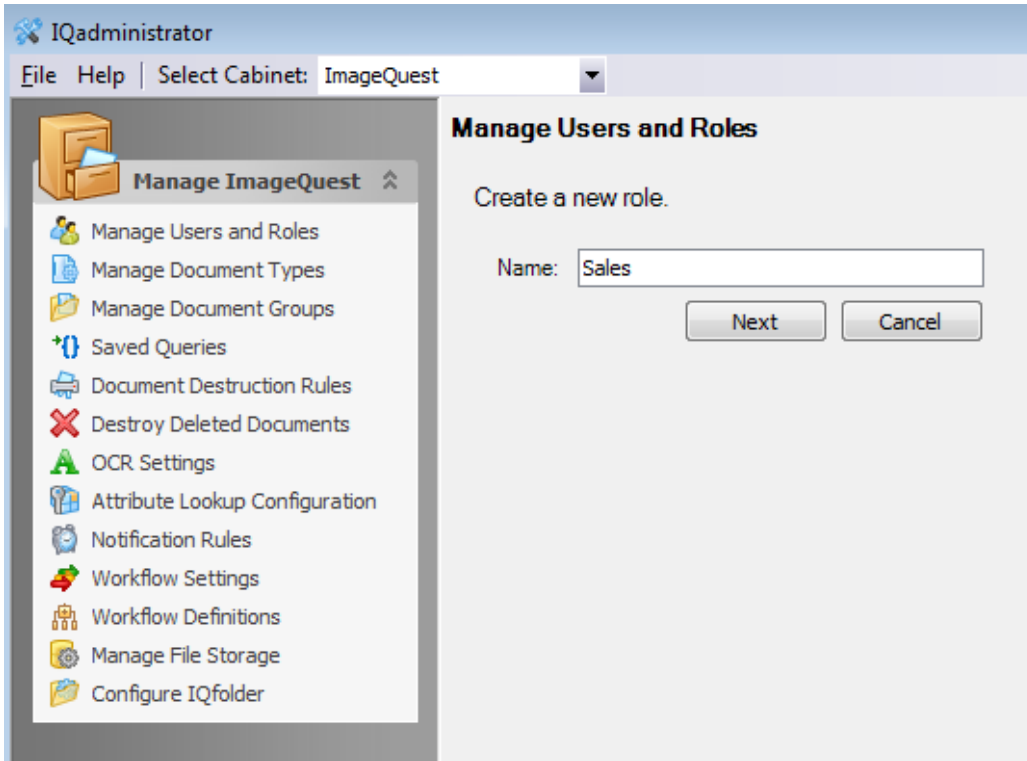 IQadministrator
File Help Select Cabinet: ImageQuest
Manage ImageQuest
Manage Users and Roles
Manage Document Types
Manage Document Groups
Saved Queries
Document Destruction Rules
Destroy Deleted Documents
OCR Settings
Attribute Lookup Configuration
Notification Rules
Workflow Settings
Workflow Definitions
Manage File Storage
Configure IQfolder
Manage Users and Roles
Create a new role.
Name: Sales
Next Cancel